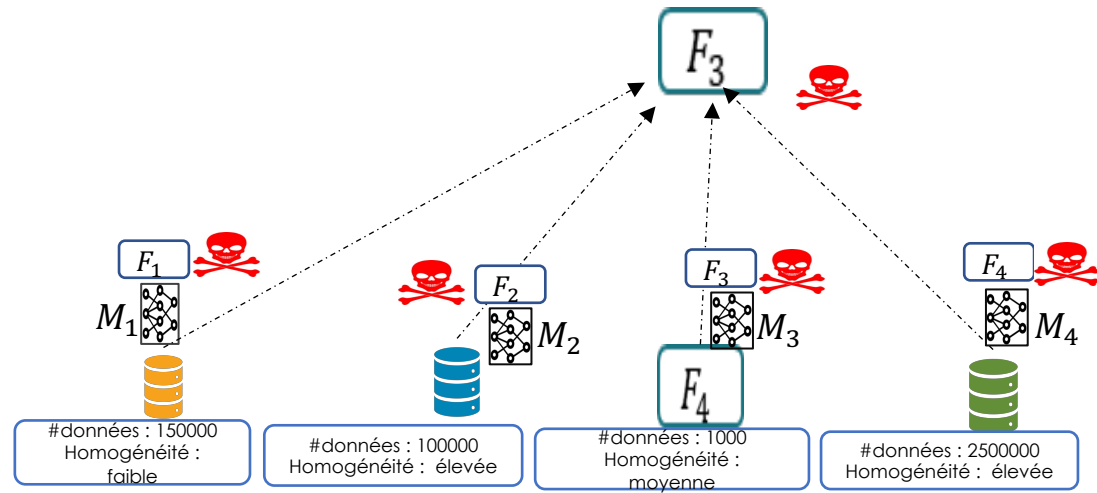 F₃
F₁
F₂
F₃
F₄
M₁
M₂
M₃
M₄
F₄
#données : 150000
Homogénéité :
faible
#données : 100000
Homogénéité : élevée
#données : 1000
Homogénéité :
moyenne
#données : 2500000
Homogénéité : élevée